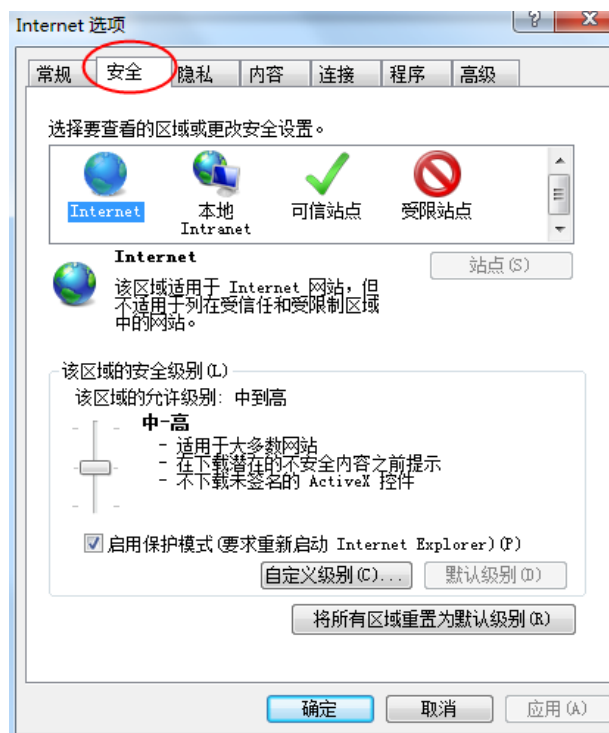 Internet 选项
常规 安全 隐私 内容 连接 程序 高级
选择要查看的区域或更改安全设置。
Internet 本地 可信站点 受限站点
Intranet
Internet
站点(S)
该区域适用于 Internet 网站，但
不适用于列在受信任和受限制区域
中的网站。
该区域的安全级别(L)
该区域的允许级别: 中到高
中-高
- 适用于大多数网站
- 在下载潜在的不安全内容之前提示
- 不下载未签名的 ActiveX 控件
启用保护模式(要求重新启动 Internet Explorer)(P)
自定义级别(C)... 默认级别(D)
将所有区域重置为默认级别(R)
确定 取消 应用(A)